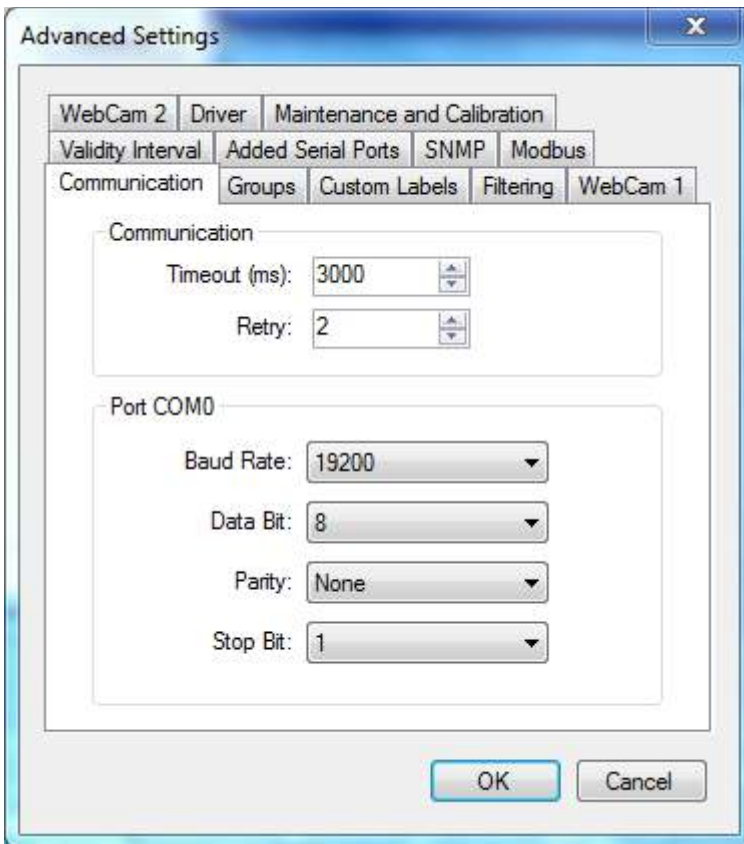 Advanced Settings
WebCam 2 Driver Maintenance and Calibration
Validity Interval Added Serial Ports SNMP Modbus
Communication Groups Custom Labels Filtering WebCam 1
Communication
Timeout (ms): 3000
Retry: 2
Port COM0
Baud Rate: 19200
Data Bit: 8
Parity: None
Stop Bit: 1
OK Cancel